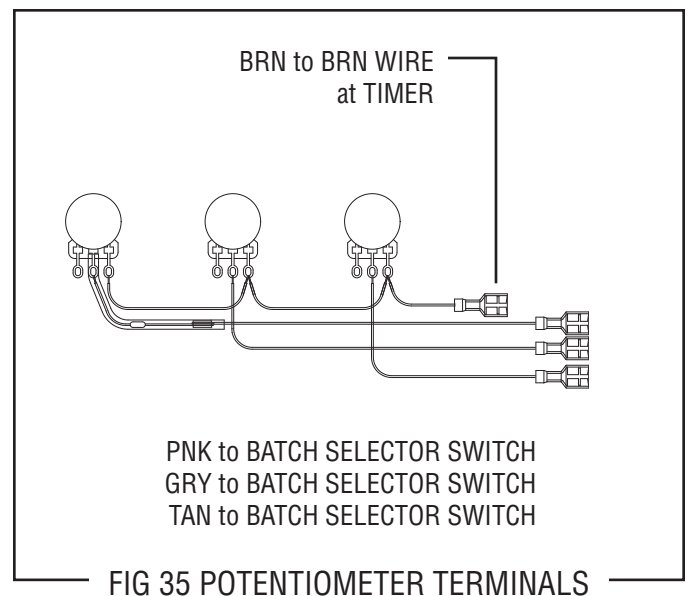 BRN to BRN WIRE
at TIMER
PNK to BATCH SELECTOR SWITCH
GRY to BATCH SELECTOR SWITCH
TAN to BATCH SELECTOR SWITCH
FIG 35 POTENTIOMETER TERMINALS